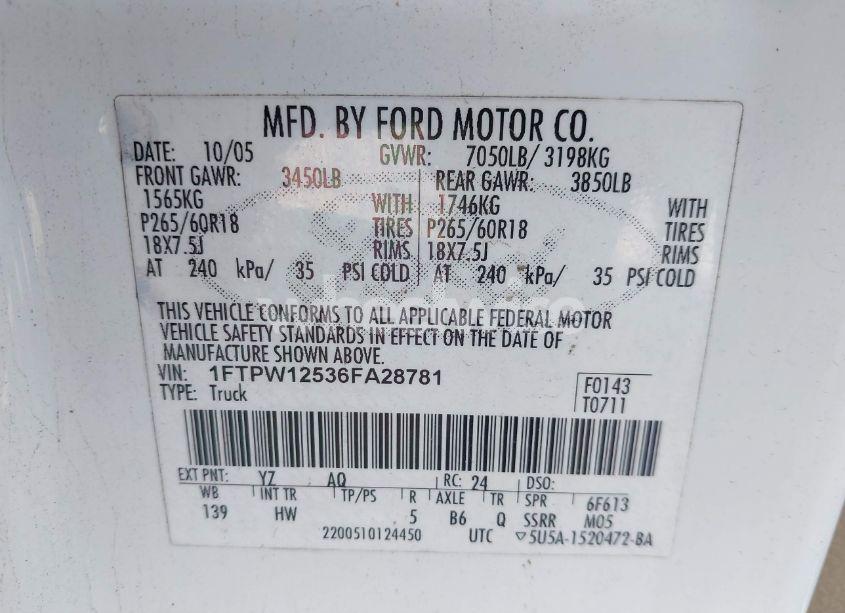 MFD. BY FORD MOTOR CO.
DATE: 10/05 GVWR: 7050LB/ 3198KG
FRONT GAWR: 3450LB REAR GAWR: 3850LB
1565KG WITH 1746KG WITH
P265/60R18 TIRES P265/60R18 TIRES
18X7.5J RIMS 18X7.5J RIMS
AT 240 kPa/ 35 PSI COLD AT 240 kPa/ 35 PSI COLD
THIS VEHICLE CONFORMS TO ALL APPLICABLE FEDERAL MOTOR
VEHICLE SAFETY STANDARDS IN EFFECT ON THE DATE OF
MANUFACTURE SHOWN ABOVE.
VIN: 1FTPW12536FA28781
TYPE: Truck
F0143
T0711
EXT PNT: YZ AQ RC: 24 DSO:
WB INT TR TP/PS R AXLE TR SPR 6F613
139 HW 5 B6 Q SSRR M05
2200510124450 UTC ▽5U5A-1520472-BA